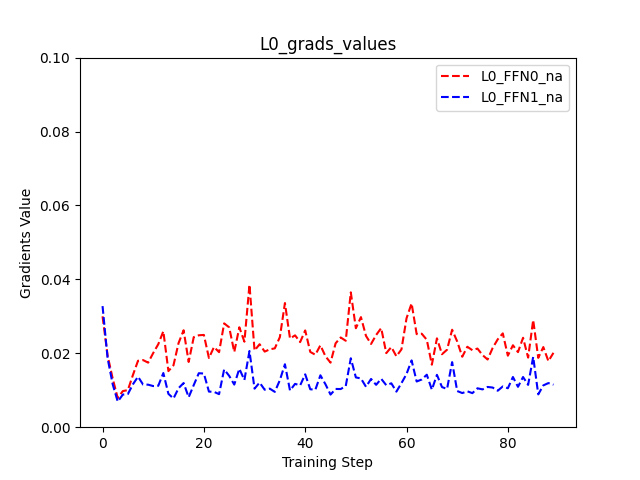 L0_grads_values
L0_FFN0_na
L0_FFN1_na
Gradients Value
0.10
0.08
0.06
0.04
0.02
0.00
0
20
40
60
80
Training Step